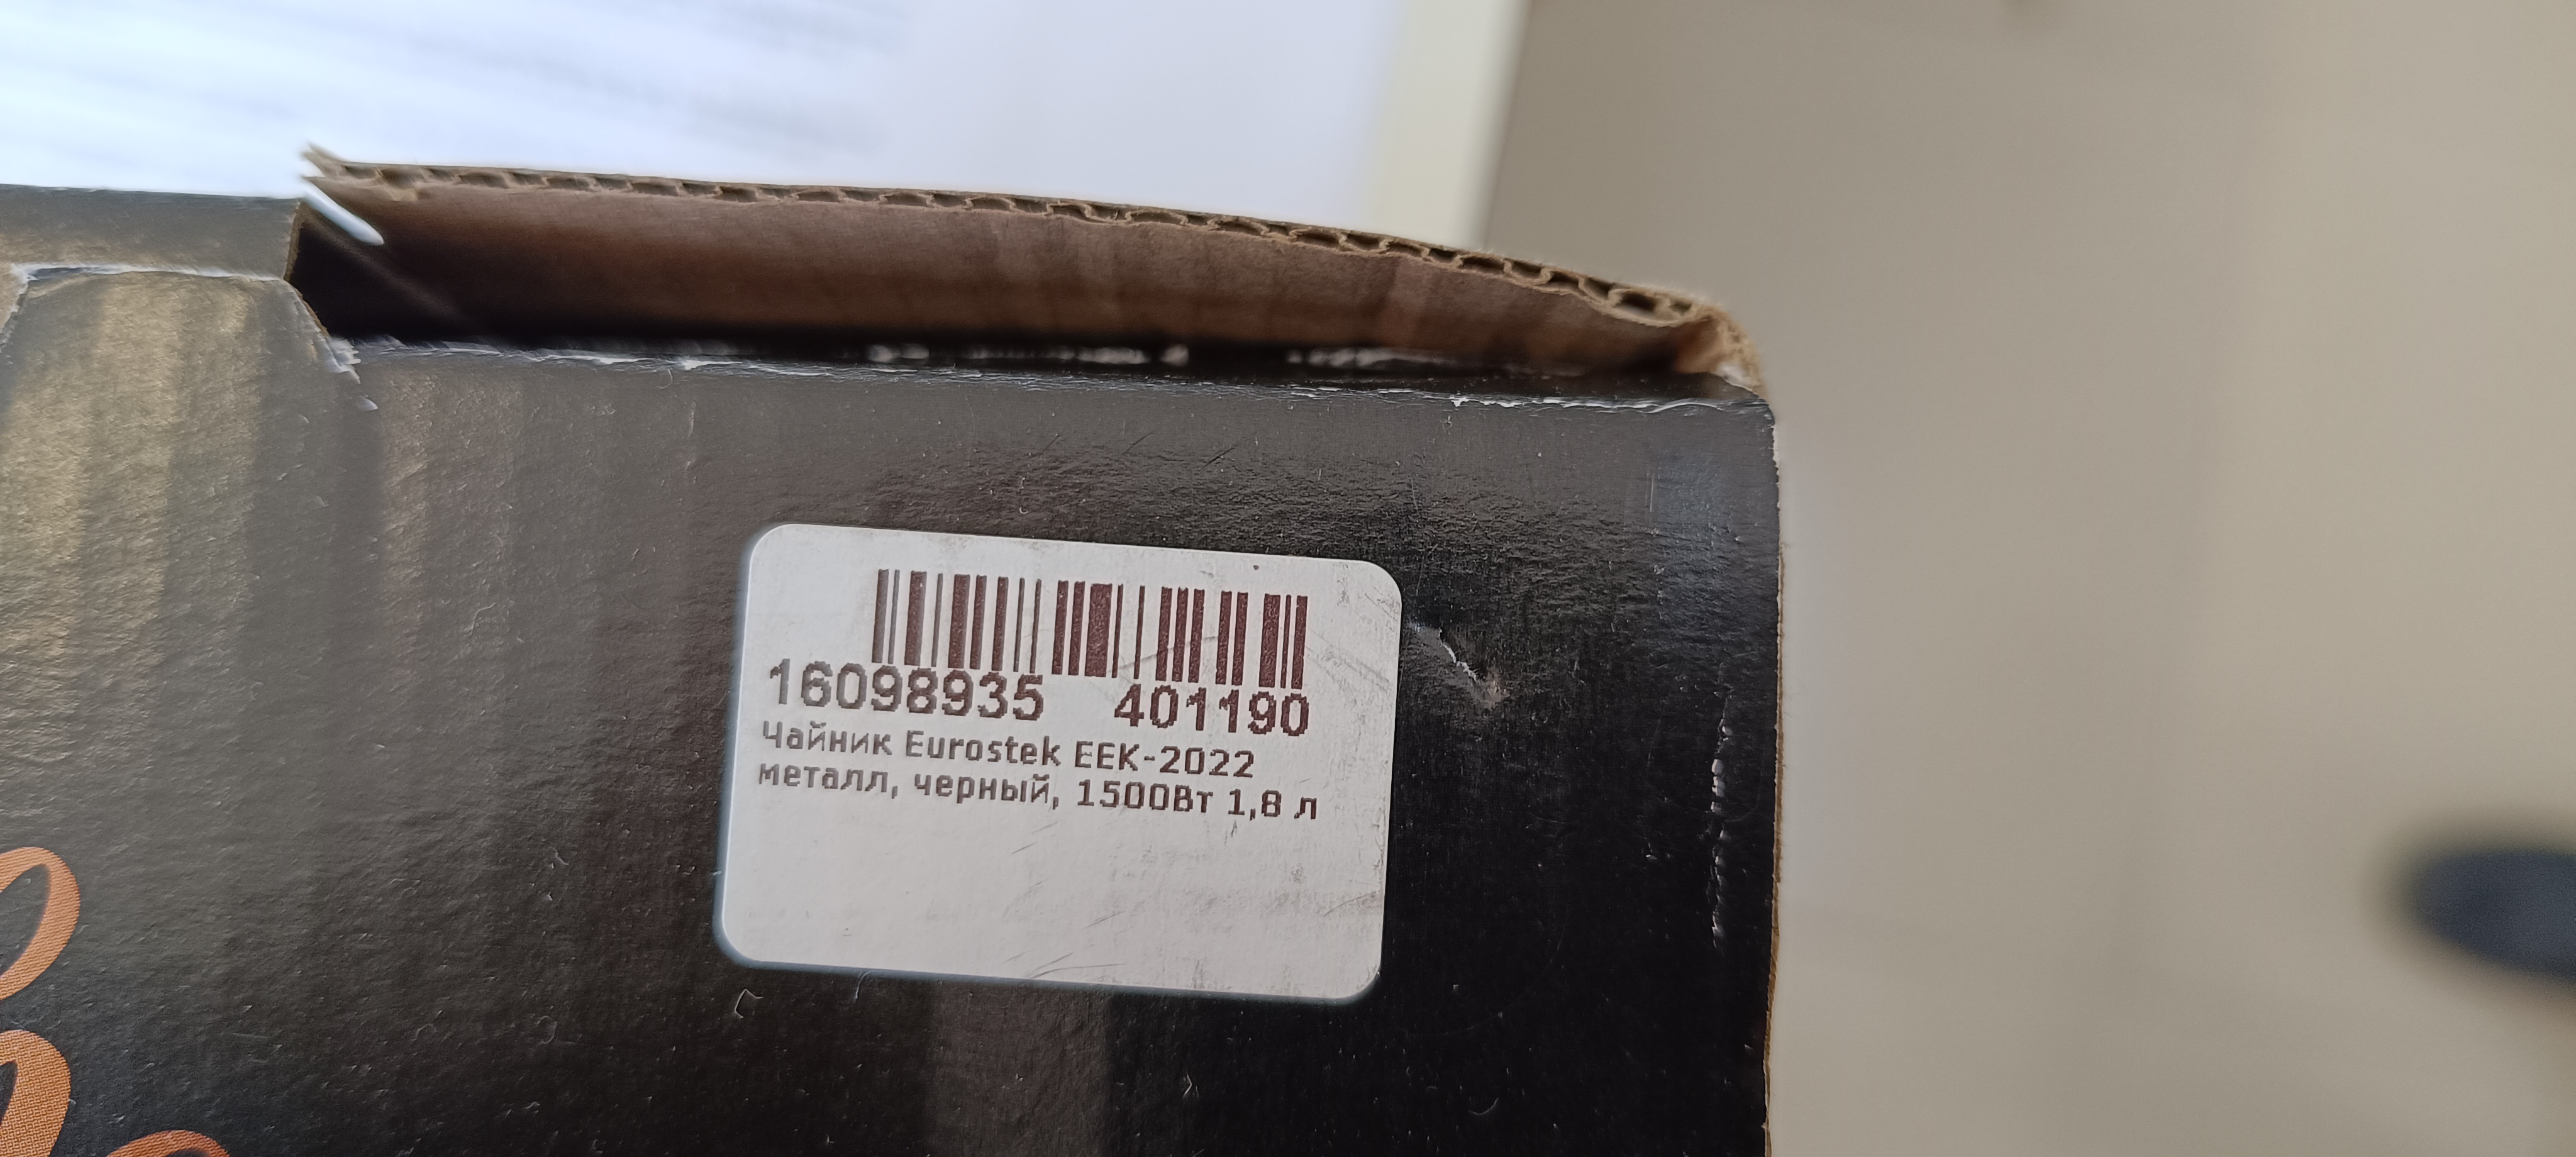 16098935 401190
Чайник Eurostek EEK-2022
металл, черный, 1500Вт 1,8 л